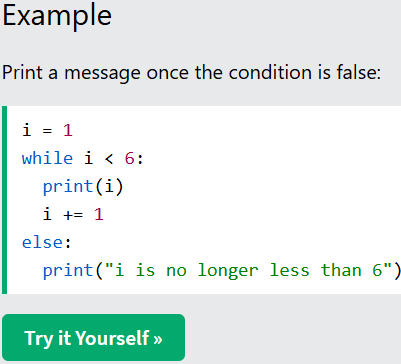 Example
Print a message once the condition is false:
i = 1
while i < 6:
  print(i)
  i += 1
else:
  print("i is no longer less than 6")
Try it Yourself »